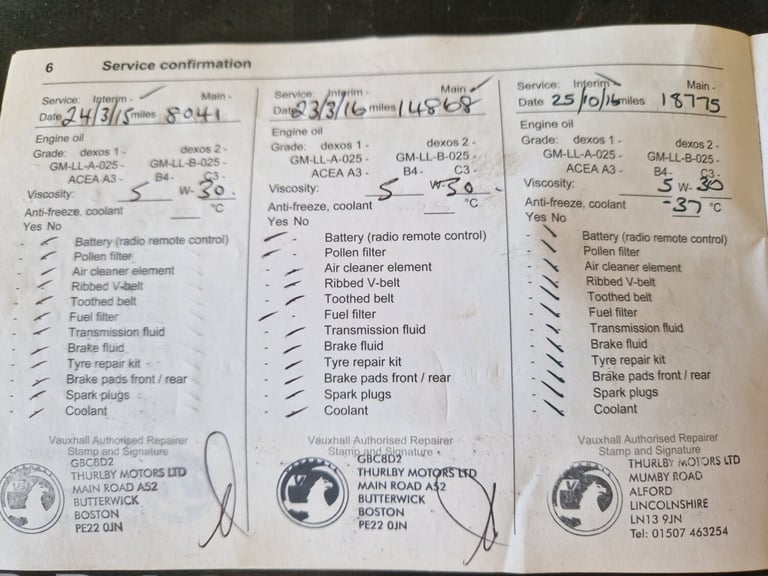 6 Service confirmation
Service: Interim - Main -
Date 24/3/15 miles 8041
Engine oil
Grade: dexos 1 - dexos 2 -
GM-LL-A-025 - GM-LL-B-025 -
ACEA A3 - B4 - C3 -
Viscosity: 5 W- 30
Anti-freeze, coolant °C
Yes No
- Battery (radio remote control)
- Pollen filter
- Air cleaner element
- Ribbed V-belt
- Toothed belt
- Fuel filter
- Transmission fluid
- Brake fluid
- Tyre repair kit
- Brake pads front / rear
- Spark plugs
- Coolant
Vauxhall Authorised Repairer
Stamp and Signature
GBC8D2
THURLBY MOTORS LTD
MAIN ROAD A52
BUTTERWICK
BOSTON
PE22 0JN
Service: Interim - Main -
Date 23/3/16 miles 14868
Engine oil
Grade: dexos 1 - dexos 2 -
GM-LL-A-025 - GM-LL-B-025 -
ACEA A3 - B4 - C3 -
Viscosity: 5 W- 30
Anti-freeze, coolant °C
Yes No
- Battery (radio remote control)
- Pollen filter
- Air cleaner element
- Ribbed V-belt
- Toothed belt
- Fuel filter
- Transmission fluid
- Brake fluid
- Tyre repair kit
- Brake pads front / rear
- Spark plugs
- Coolant
Vauxhall Authorised Repairer
Stamp and Signature
GBC8D2
THURLBY MOTORS LTD
MAIN ROAD A52
BUTTERWICK
BOSTON
PE22 0JN
Service: Interim - Main -
Date 25/10/16 miles 18775
Engine oil
Grade: dexos 1 - dexos 2 -
GM-LL-A-025 - GM-LL-B-025 -
ACEA A3 - B4 - C3 -
Viscosity: 5 W- 30
Anti-freeze, coolant -37 °C
Yes No
- Battery (radio remote control)
- Pollen filter
- Air cleaner element
- Ribbed V-belt
- Toothed belt
- Fuel filter
- Transmission fluid
- Brake fluid
- Tyre repair kit
- Brake pads front / rear
- Spark plugs
- Coolant
Vauxhall Authorised Repairer
Stamp and Signature
THURLBY MOTORS LTD
MUMBY ROAD
ALFORD
LINCOLNSHIRE
LN13 9JN
Tel: 01507 463254